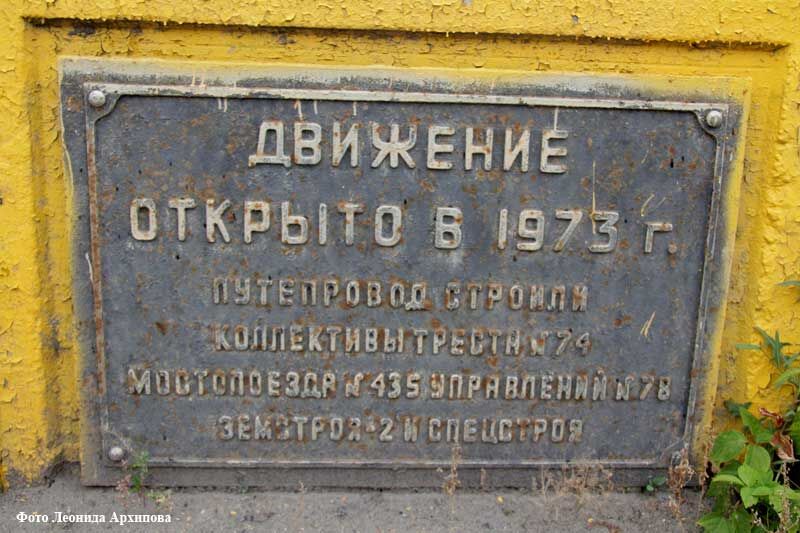 ДВИЖЕНИЕ
ОТКРЫТО В 1973 г.
ПУТЕПРОВОД СТРОИЛИ
КОЛЛЕКТИВЫ ТРЕСТА №74
МОСТОПОЕЗДА №435 УПРАВЛЕНИЙ №78
ЗЕМСТРОЯ-2 И СПЕЦСТРОЯ
Фото Леонида Архипова